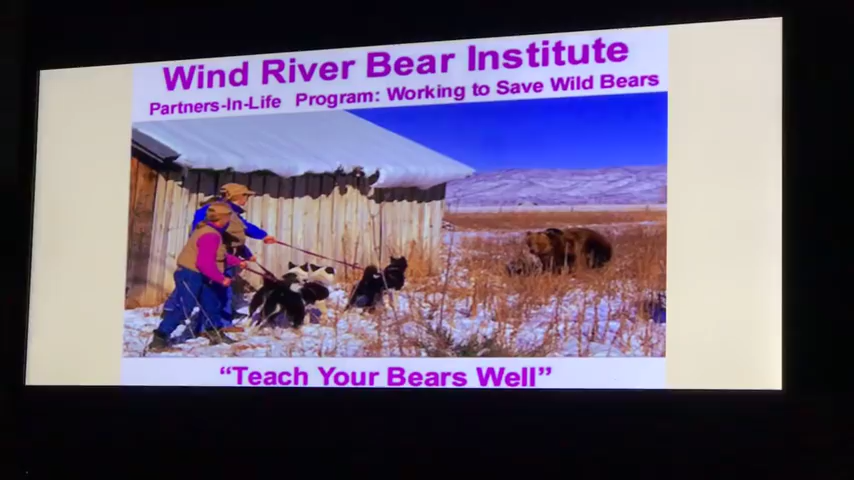 Wind River Bear Institute
Partners-In-Life Program: Working to Save Wild Bears
“Teach Your Bears Well”